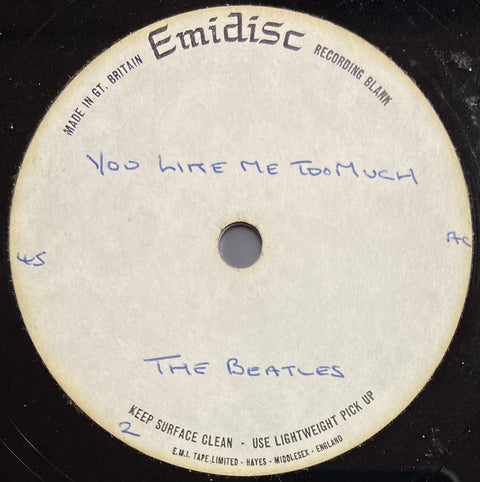 Emidisc
MADE IN GT. BRITAIN
RECORDING BLANK
YOU LIKE ME TOO MUCH
45
AC
THE BEATLES
2
KEEP SURFACE CLEAN - USE LIGHTWEIGHT PICK UP
E.M.I. TAPE LIMITED - HAYES - MIDDLESEX - ENGLAND